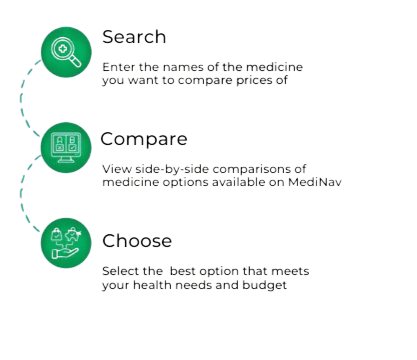 Search
Enter the names of the medicine
you want to compare prices of
Compare
View side-by-side comparisons of
medicine options available on MediNav
Choose
Select the  best option that meets
your health needs and budget